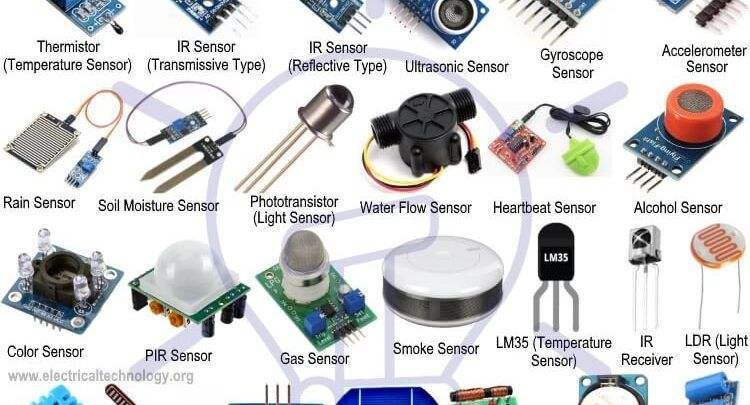 Thermistor
(Temperature Sensor)
IR Sensor
(Transmissive Type)
IR Sensor
(Reflective Type)
Ultrasonic Sensor
Gyroscope
Sensor
Accelerometer
Sensor
Flying-Fish
Rain Sensor
Soil Moisture Sensor
Phototransistor
(Light Sensor)
Water Flow Sensor
Heartbeat Sensor
Alcohol Sensor
LM35
Color Sensor
PIR Sensor
Gas Sensor
Smoke Sensor
LM35 (Temperature
Sensor)
IR
Receiver
LDR (Light
Sensor)
www.electricaltechnology.org